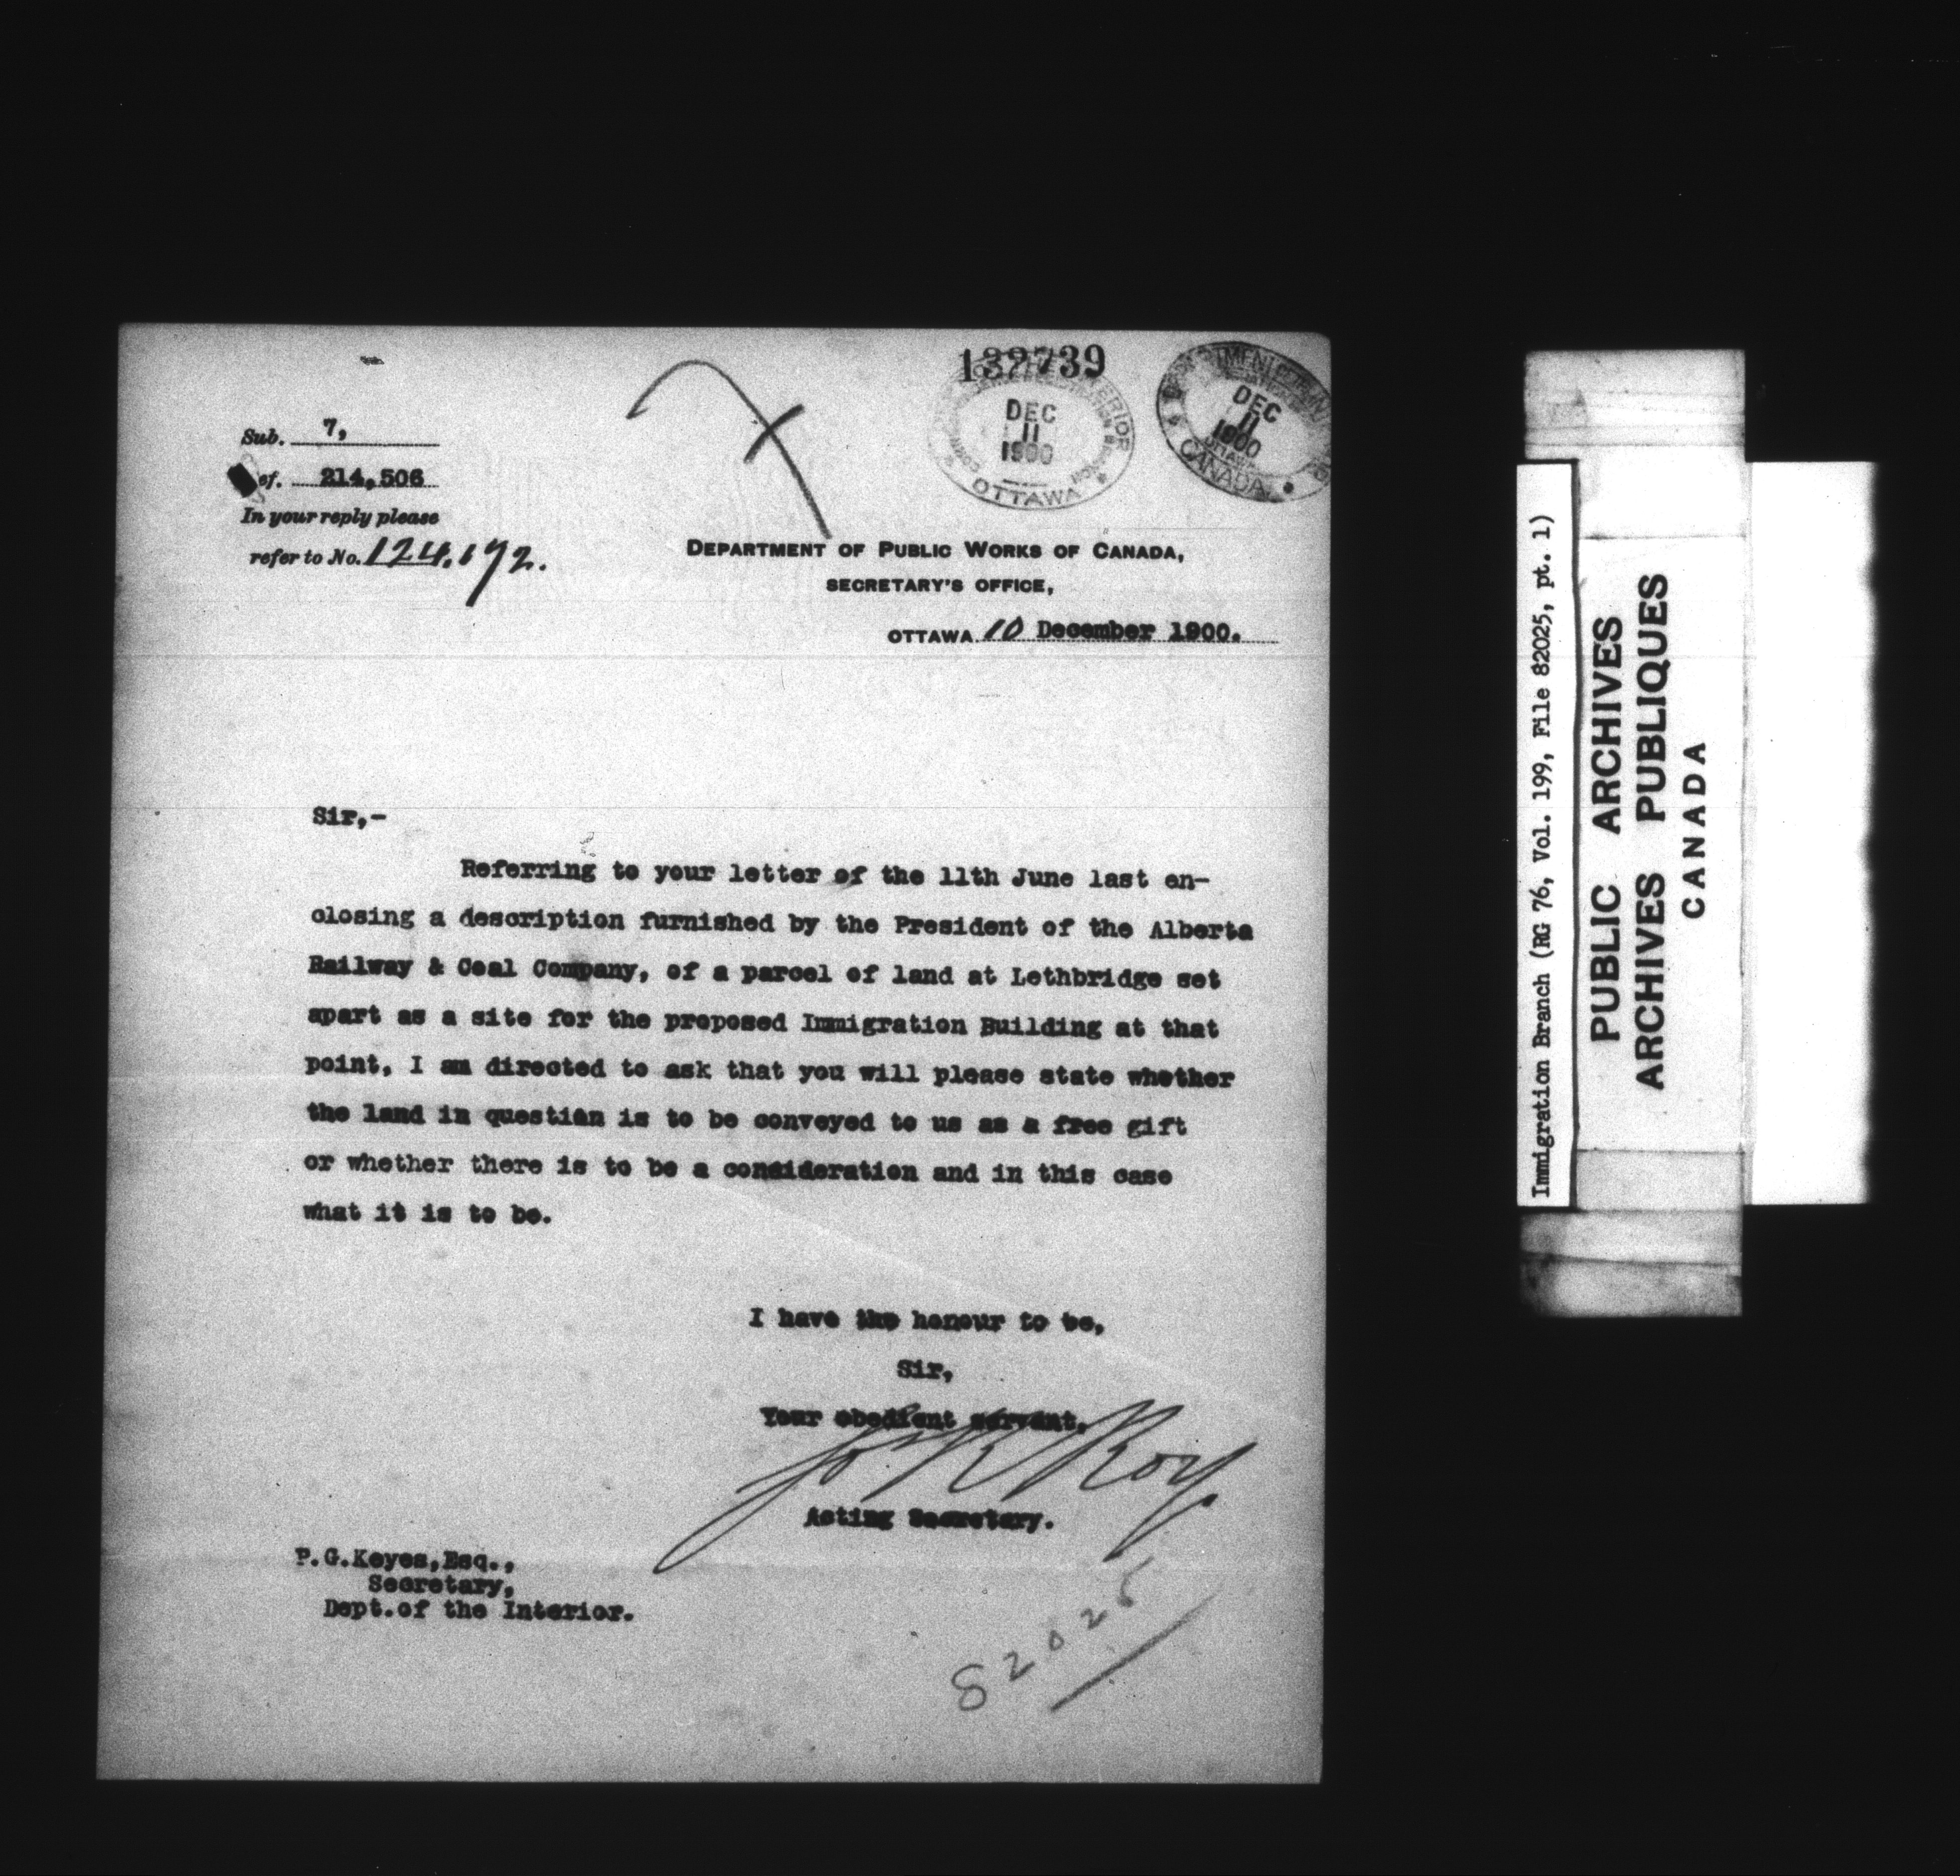 132739
DEC
11
1900
OTTAWA
DEC
11
1900
OTTAWA
CANADA
Sub. 7,
ef. 214,506
In your reply please
refer to No. 124,172.
DEPARTMENT OF PUBLIC WORKS OF CANADA,
SECRETARY'S OFFICE,
OTTAWA 10 December 1900.
Sir,-
Referring to your letter of the 11th June last en-
closing a description furnished by the President of the Alberta
Railway & Coal Company, of a parcel of land at Lethbridge set
apart as a site for the proposed Immigration Building at that
point, I am directed to ask that you will please state whether
the land in question is to be conveyed to us as a free gift
or whether there is to be a consideration and in this case
what it is to be.
I have the honour to be,
Sir,
Your obedient servant,
Jos R Roy
Acting Secretary.
P.G.Keyes,Esq.,
Secretary,
Dept.of the Interior.
82025
Immigration Branch (RG 76, Vol. 199, File 82025, pt. 1)
PUBLIC ARCHIVES
ARCHIVES PUBLIQUES
CANADA